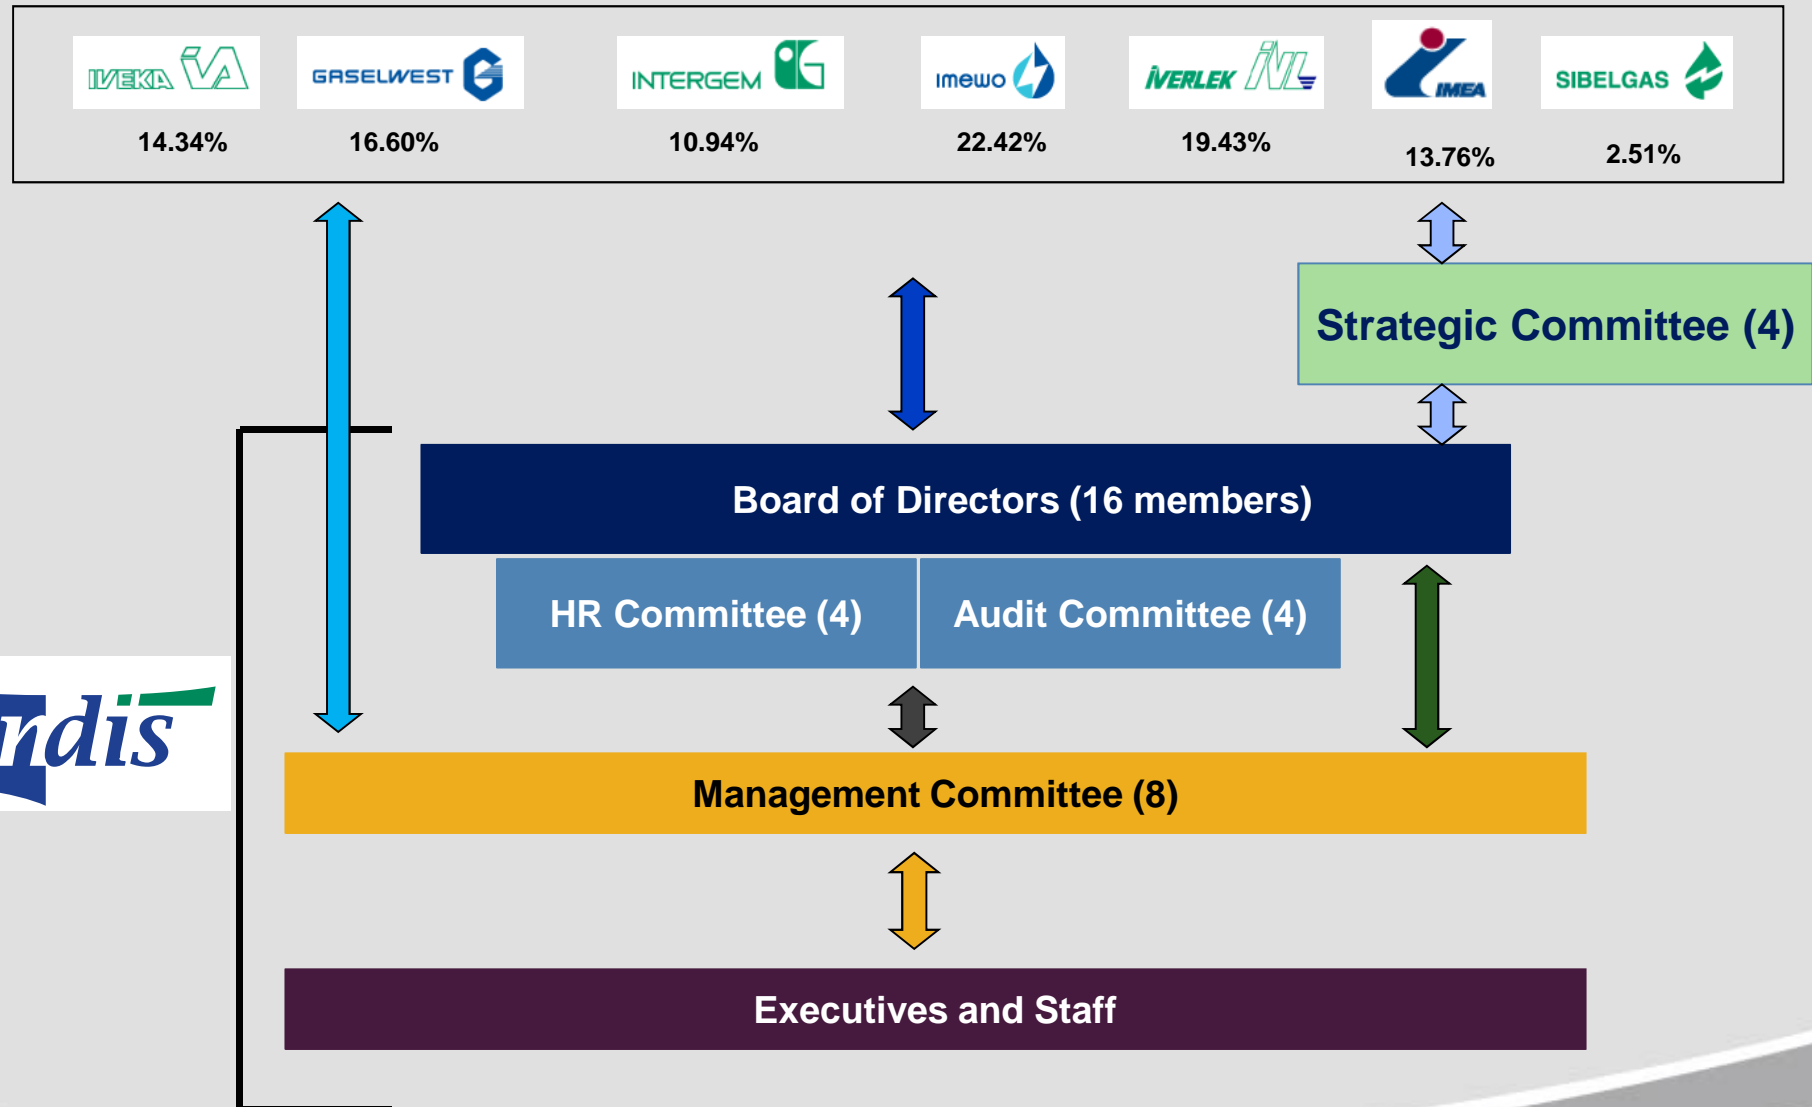 IVEKA
GASELWEST
INTERGEM
imewo
iVERLEK iVL
IMEA
SIBELGAS
14.34%
16.60%
10.94%
22.42%
19.43%
13.76%
2.51%
Strategic Committee (4)
Board of Directors (16 members)
HR Committee (4)
Audit Committee (4)
ndis
Management Committee (8)
Executives and Staff